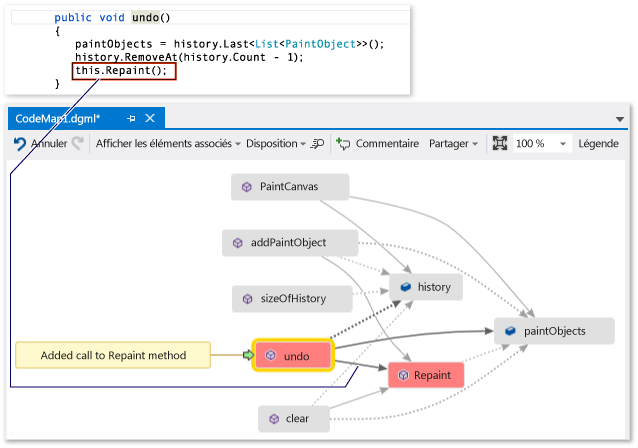 public void undo()
{
paintObjects = history.Last<List<PaintObject>>();
history.RemoveAt(history.Count - 1);
this.Repaint();
}
CodeMap1.dgml*
Annuler Afficher les éléments associés Disposition Commentaire Partager 100 % Légende
PaintCanvas
addPaintObject
history
sizeOfHistory
paintObjects
Added call to Repaint method
undo
Repaint
clear